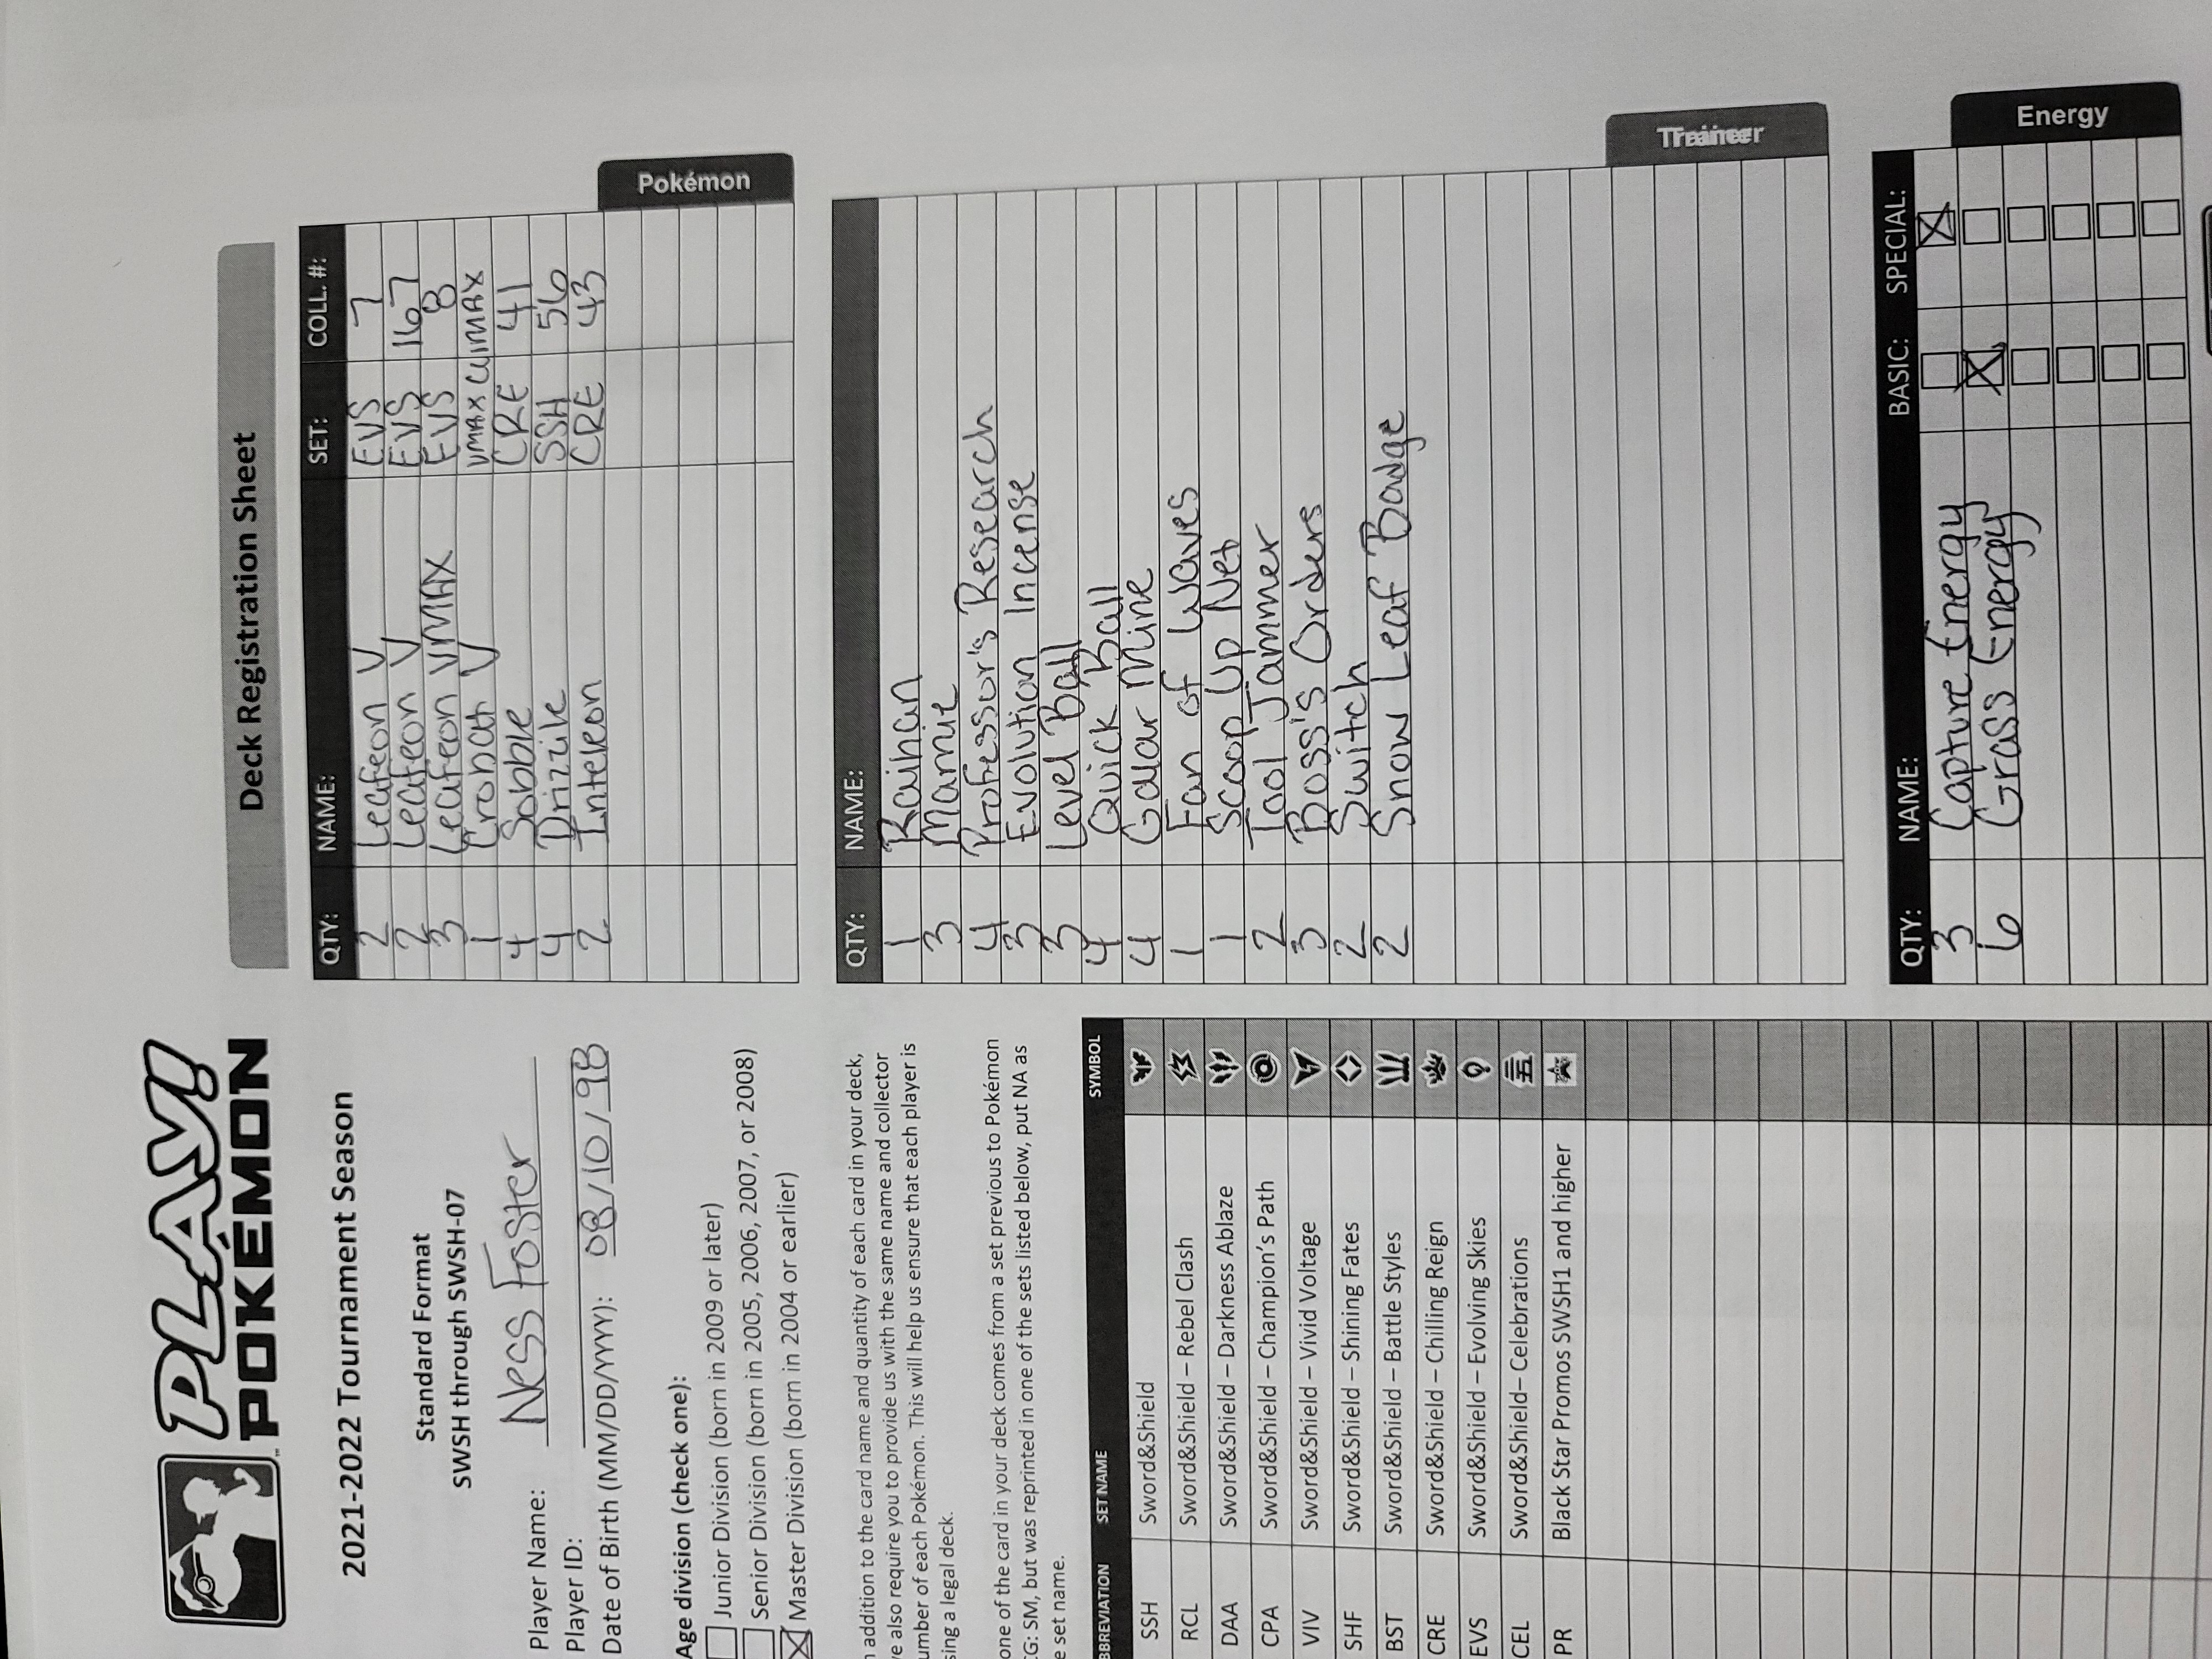 PLAY!
POKÉMON
2021-2022 Tournament Season
Standard Format
SWSH through SWSH-07
Player Name: Ness Foster
Player ID:
Date of Birth (MM/DD/YYYY): 08/10/98
Age division (check one):
Junior Division (born in 2009 or later)
Senior Division (born in 2005, 2006, 2007, or 2008)
Master Division (born in 2004 or earlier)
addition to the card name and quantity of each card in your deck,
also require you to provide us with the same name and collector
of each Pokémon. This will help us ensure that each player is
a legal deck.
one of the card in your deck comes from a set previous to Pokémon
SM, but was reprinted in one of the sets listed below, put NA as
set name.
BBREVIATION SET NAME SYMBOL
SSH Sword&Shield
RCL Sword&Shield – Rebel Clash
DAA Sword&Shield – Darkness Ablaze
CPA Sword&Shield – Champion's Path
VIV Sword&Shield – Vivid Voltage
SHF Sword&Shield – Shining Fates
BST Sword&Shield – Battle Styles
CRE Sword&Shield – Chilling Reign
EVS Sword&Shield – Evolving Skies
CEL Sword&Shield– Celebrations
PR Black Star Promos SWSH1 and higher
Deck Registration Sheet
QTY: NAME: SET: COLL. #:
2 Leafeon V EVS 7
2 Leafeon V EVS 167
3 Leafeon VMAX EVS 8
1 Crobat V VMAX CLIMAX
4 Sobble CRE 41
4 Drizzile SSH 56
2 Inteleon CRE 43
Pokémon
QTY: NAME:
1 Raihan
3 Marnie
4 Professor's Research
3 Evolution Incense
3 Level Ball
4 Quick Ball
4 Galar Mine
1 Fan of Waves
1 Scoop Up Net
2 Tool Jammer
3 Boss's Orders
2 Switch
2 Snow Leaf Badge
Trainer
QTY: NAME: BASIC: SPECIAL:
3 Capture Energy
6 Grass Energy
Energy